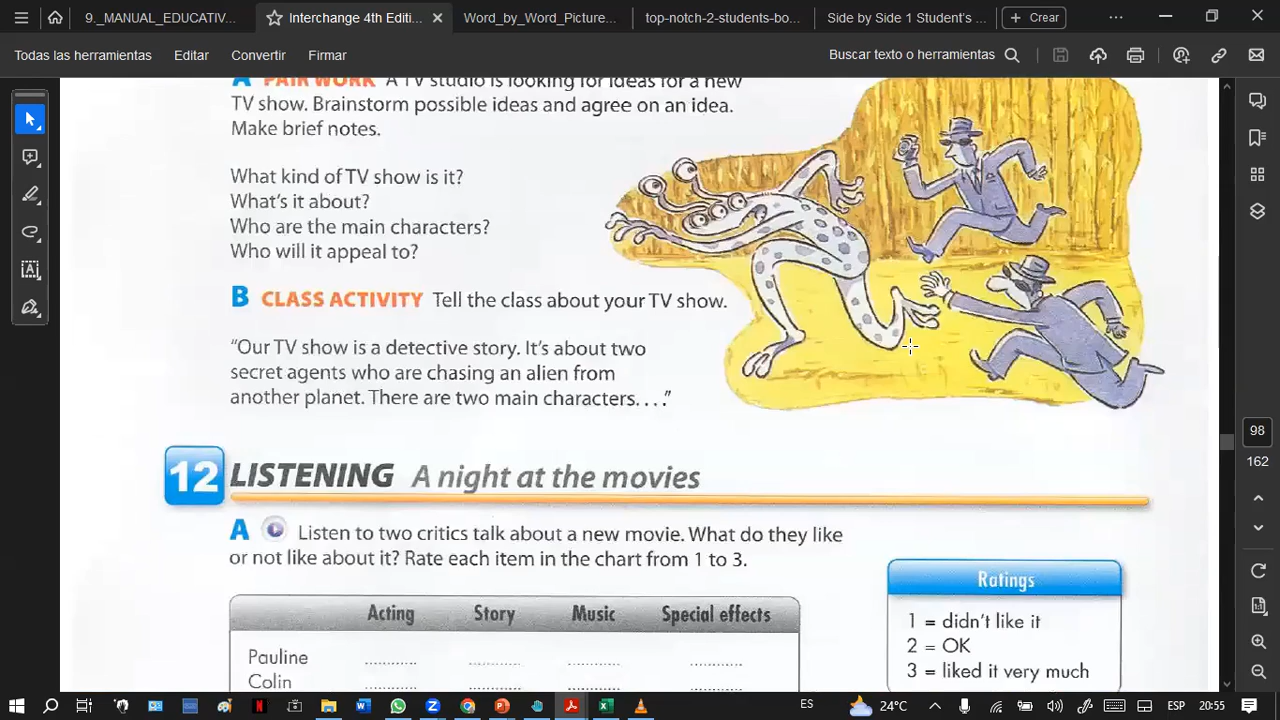 9._MANUAL_EDUCATIV...
Interchange 4th Editi...
Word_by_Word_Picture...
top-notch-2-students-bo...
Side by Side 1 Student's ...
Crear
Todas las herramientas
Editar
Convertir
Firmar
Buscar texto o herramientas
A PAIR WORK A TV studio is looking for ideas for a new
TV show. Brainstorm possible ideas and agree on an idea.
Make brief notes.
What kind of TV show is it?
What's it about?
Who are the main characters?
Who will it appeal to?
B CLASS ACTIVITY Tell the class about your TV show.
"Our TV show is a detective story. It's about two
secret agents who are chasing an alien from
another planet. There are two main characters. . . ."
12 LISTENING A night at the movies
A Listen to two critics talk about a new movie. What do they like
or not like about it? Rate each item in the chart from 1 to 3.
Acting Story Music Special effects
Pauline
Colin
Ratings
1 = didn't like it
2 = OK
3 = liked it very much
98
162
ES
24°C
ESP
20:55